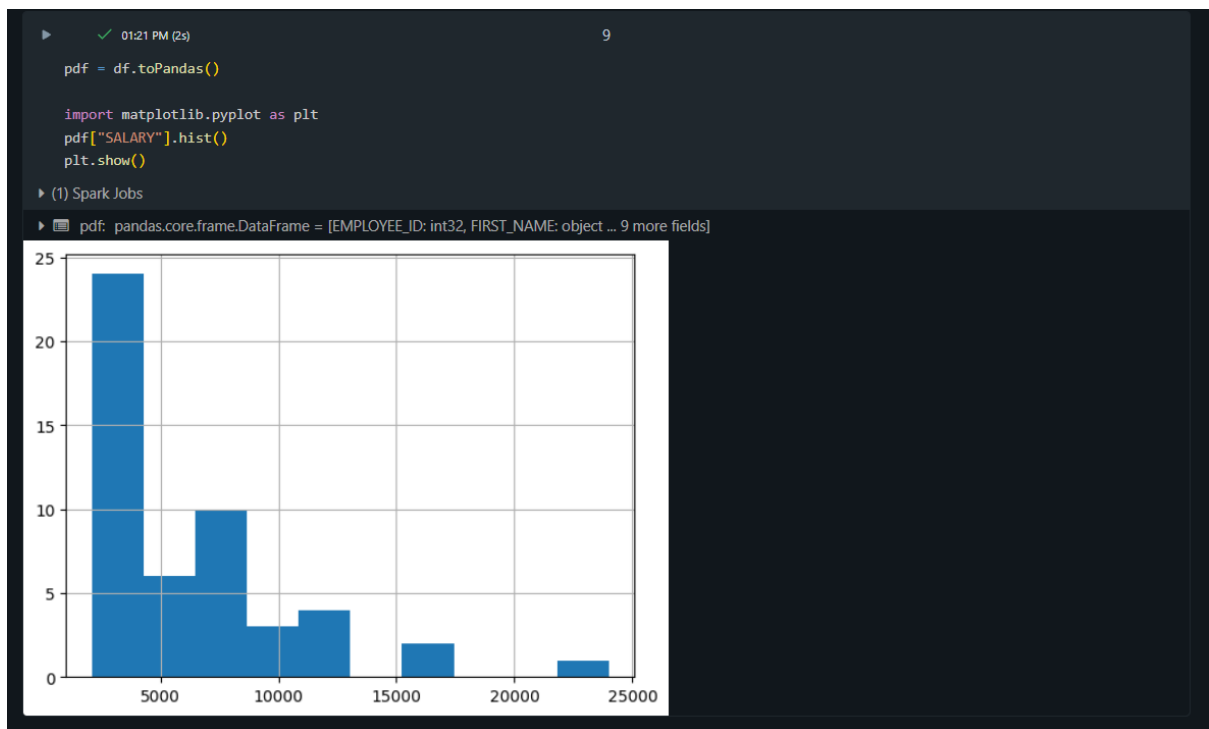 01:21 PM (2s)
9
pdf = df.toPandas()
import matplotlib.pyplot as plt
pdf["SALARY"].hist()
plt.show()
(1) Spark Jobs
pdf: pandas.core.frame.DataFrame = [EMPLOYEE_ID: int32, FIRST_NAME: object ... 9 more fields]
25
20
15
10
5
0
5000 10000 15000 20000 25000